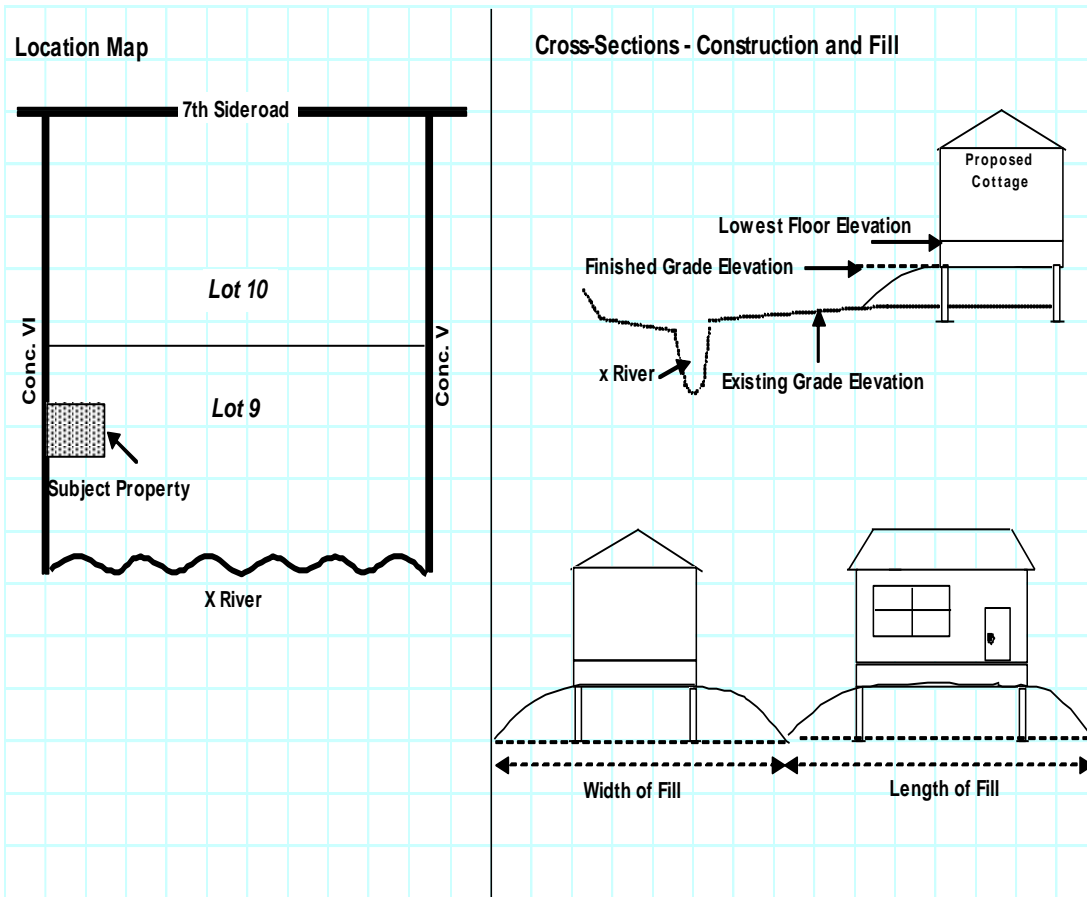 Location Map
7th Sideroad
Lot 10
Conc. VI
Conc. V
Lot 9
Subject Property
X River
Cross-Sections - Construction and Fill
Proposed
Cottage
Lowest Floor Elevation
Finished Grade Elevation
x River
Existing Grade Elevation
Width of Fill
Length of Fill